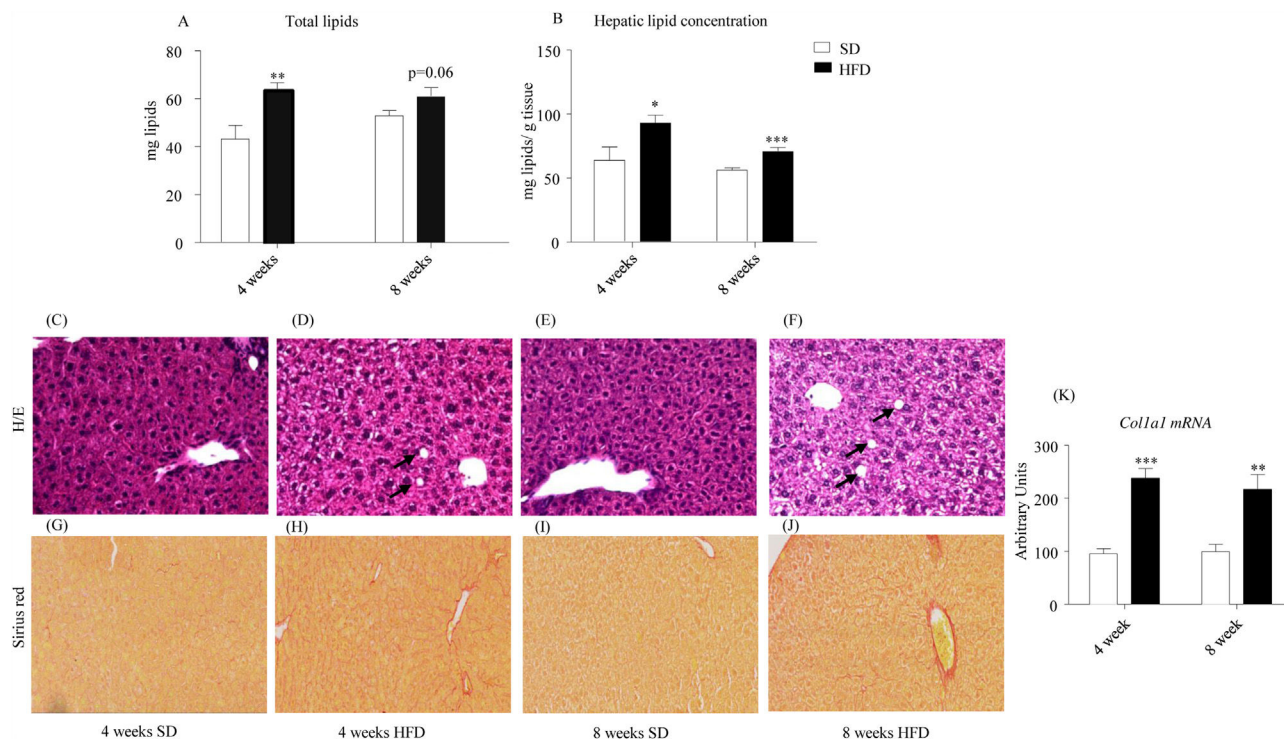 A
Total lipids
mg lipids
80
60
40
20
0
**
p=0.06
4 weeks
8 weeks
B
Hepatic lipid concentration
mg lipids/ g tissue
150
100
50
0
*
***
4 weeks
8 weeks
SD
HFD
(C)
(D)
(E)
(F)
H/E
(G)
(H)
(I)
(J)
Sirius red
4 weeks SD
4 weeks HFD
8 weeks SD
8 weeks HFD
(K)
Col1a1 mRNA
Arbitrary Units
300
200
100
0
***
**
4 week
8 week